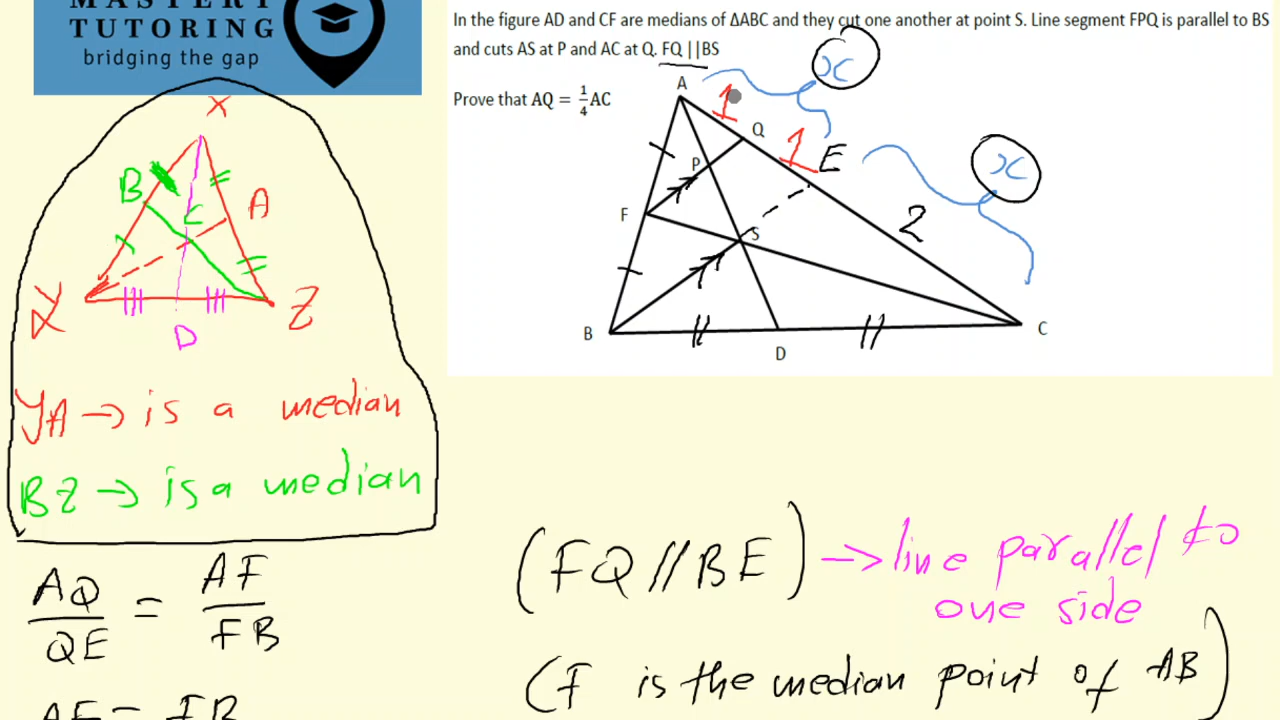 MASTERY
TUTORING
bridging the gap
In the figure AD and CF are medians of ΔABC and they cut one another at point S. Line segment FPQ is parallel to BS
and cuts AS at P and AC at Q. FQ ||BS
Prove that AQ = 1/4 AC
A
1
x
Q
1
E
P
x
F
2
S
B
D
C
X
B
A
C
Y
Z
D
YA → is a median
BZ → is a median
AQ/QE = AF/FB
(FQ // BE) → line parallel to
one side
(F is the median point of AB)
AF = FB